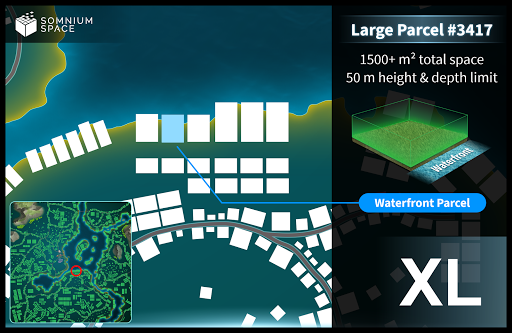 SOMNIUM
SPACE
Large Parcel #3417
1500+ m² total space
50 m height & depth limit
Waterfront
Waterfront Parcel
XL